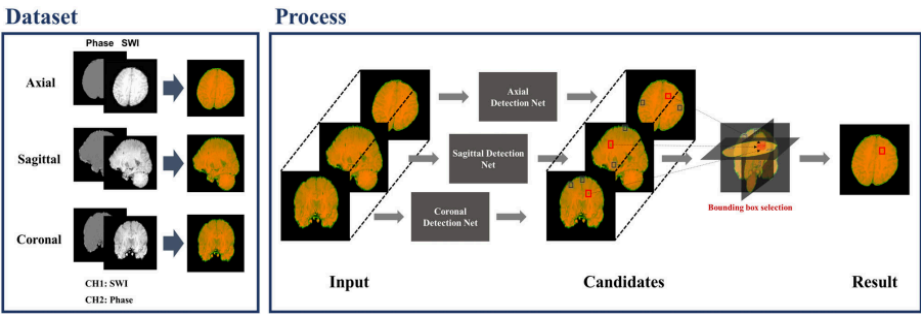 Dataset
Phase SWI
Axial
Sagittal
Coronal
CH1: SWI
CH2: Phase
Process
Axial
Detection Net
Sagittal Detection
Net
Coronal
Detection Net
Bounding box selection
Input
Candidates
Result